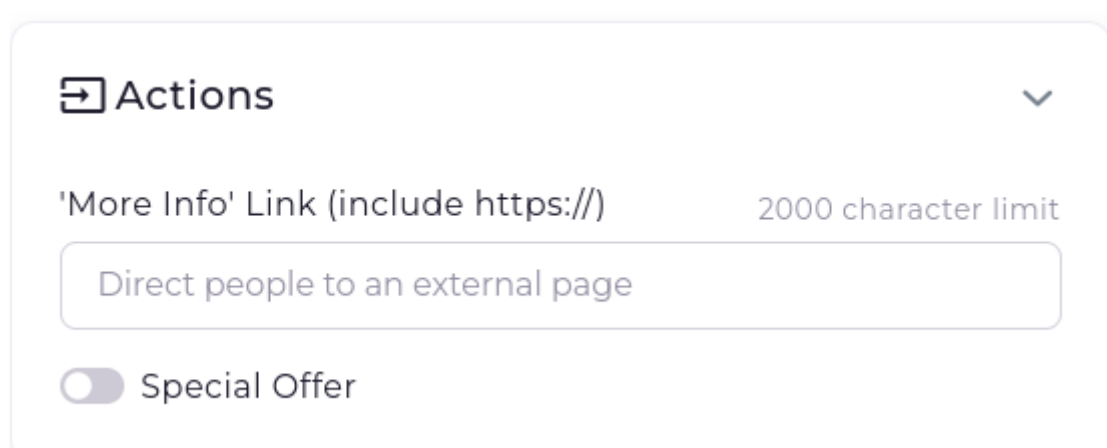 Actions
'More Info' Link (include https://)
2000 character limit
Direct people to an external page
Special Offer